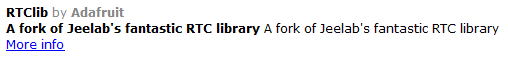 RTClib by Adafruit
A fork of Jeelab's fantastic RTC library A fork of Jeelab's fantastic RTC library
More info